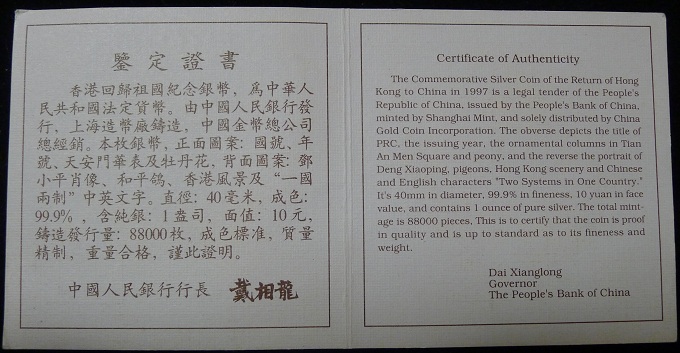 鑒定證書
香港回歸祖國紀念銀幣，爲中華人
民共和國法定貨幣。由中國人民銀行發
行，上海造幣廠鑄造，中國金幣總公司
總經銷。本枚銀幣，正面圖案：國號、年
號、天安門華表及牡丹花，背面圖案：鄧
小平肖像、和平鴿、香港風景及“一國
兩制”中英文字。直徑：40毫米，成色：
99.9%，含純銀：1盎司，面值：10元，
鑄造發行量：88000枚，成色標准，質量
精制，重量合格，謹此證明。
中國人民銀行行長 戴相龍
Certificate of Authenticity
The Commemorative Silver Coin of the Return of Hong
Kong to China in 1997 is a legal tender of the People's
Republic of China, issued by the People's Bank of China,
minted by Shanghai Mint, and solely distributed by China
Gold Coin Incorporation. The obverse depicts the title of
PRC, the issuing year, the ornamental columns in Tian
An Men Square and peony, and the reverse the portrait of
Deng Xiaoping, pigeons, Hong Kong scenery and Chinese
and English characters "Two Systems in One Country."
It's 40mm in diameter, 99.9% in fineness, 10 yuan in face
value, and contains 1 ounce of pure silver. The total mint-
age is 88000 pieces, This is to certify that the coin is proof
in quality and is up to standard as to its fineness and
weight.
Dai Xianglong
Governor
The People's Bank of China